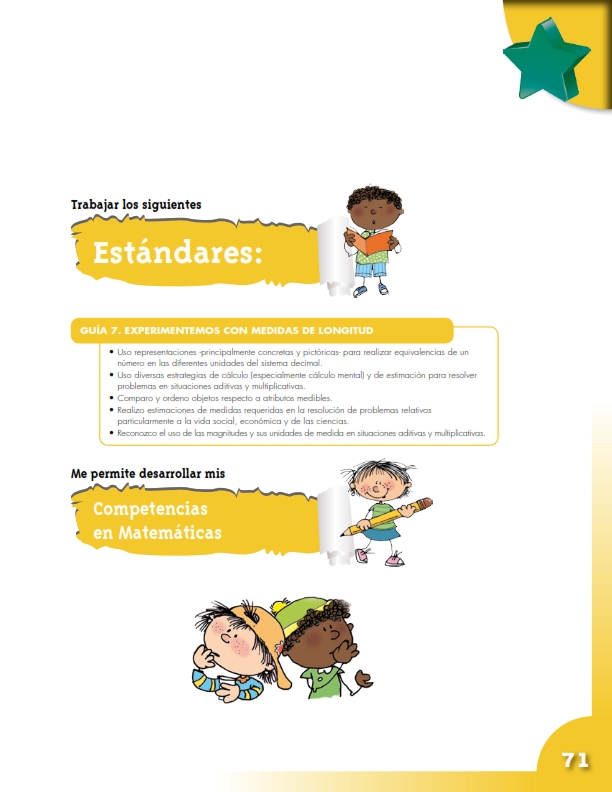 Trabajar los siguientes
Estándares:
GUÍA 7. EXPERIMENTEMOS CON MEDIDAS DE LONGITUD
• Uso representaciones -principalmente concretas y pictóricas- para realizar equivalencias de un
número en las diferentes unidades del sistema decimal.
• Uso diversas estrategias de cálculo (especialmente cálculo mental) y de estimación para resolver
problemas en situaciones aditivas y multiplicativas.
• Comparo y ordeno objetos respecto a atributos medibles.
• Realizo estimaciones de medidas requeridas en la resolución de problemas relativos
particularmente a la vida social, económica y de las ciencias.
• Reconozco el uso de las magnitudes y sus unidades de medida en situaciones aditivas y multiplicativas.
Me permite desarrollar mis
Competencias
en Matemáticas
71